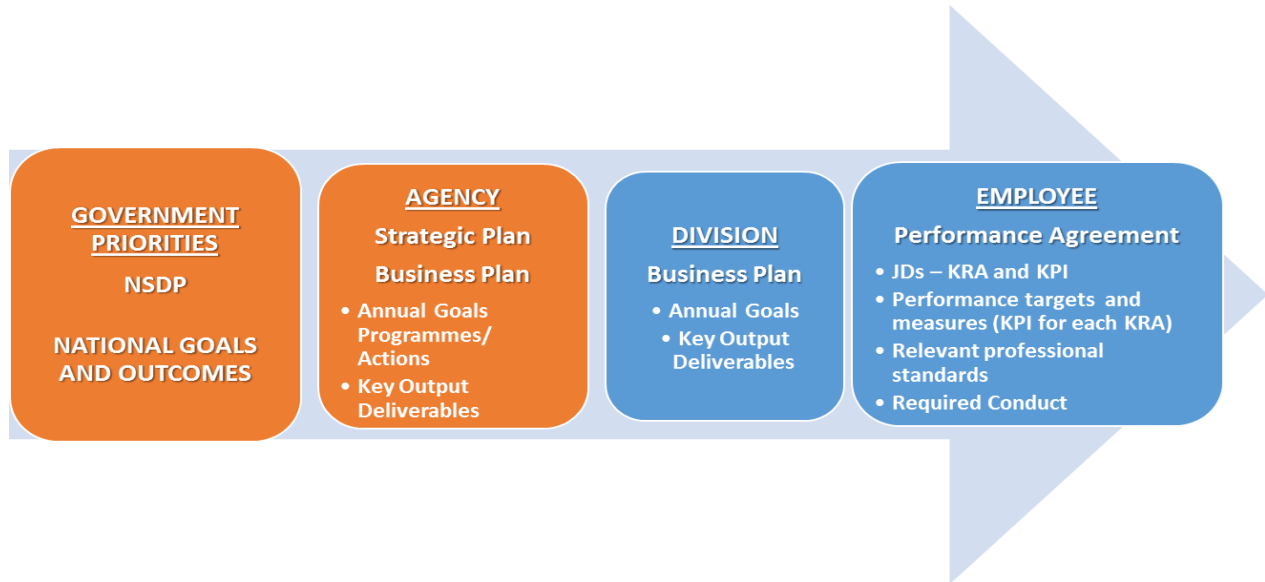 GOVERNMENT
PRIORITIES
NSDP
NATIONAL GOALS
AND OUTCOMES
AGENCY
Strategic Plan
Business Plan
• Annual Goals
Programmes/
Actions
• Key Output
Deliverables
DIVISION
Business Plan
• Annual Goals
• Key Output
Deliverables
EMPLOYEE
Performance Agreement
• JDs – KRA and KPI
• Performance targets and
measures (KPI for each KRA)
• Relevant professional
standards
• Required Conduct